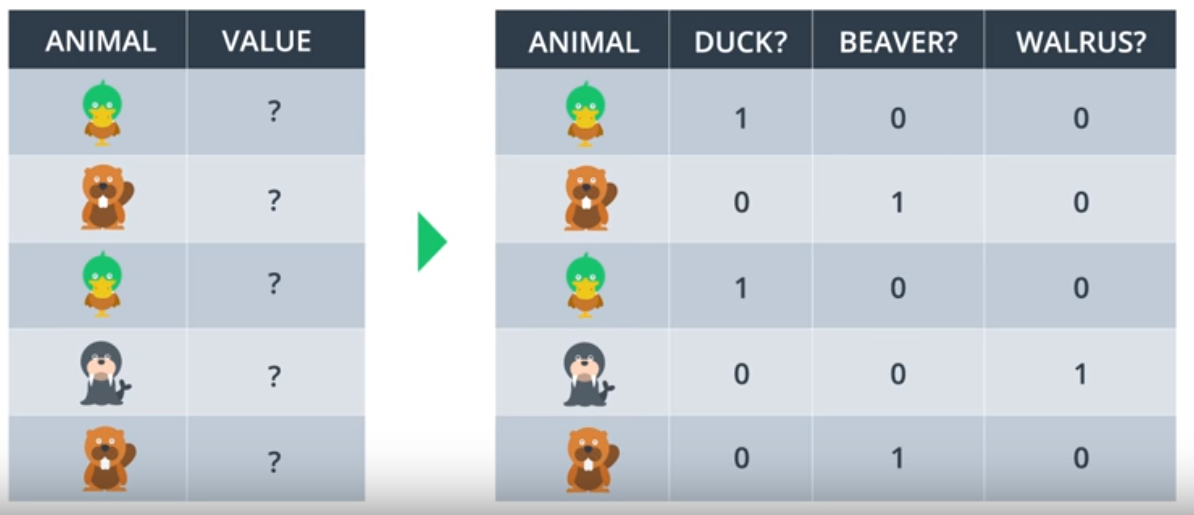 ANIMAL VALUE
?
?
?
?
?
ANIMAL DUCK? BEAVER? WALRUS?
1 0 0
0 1 0
1 0 0
0 0 1
0 1 0